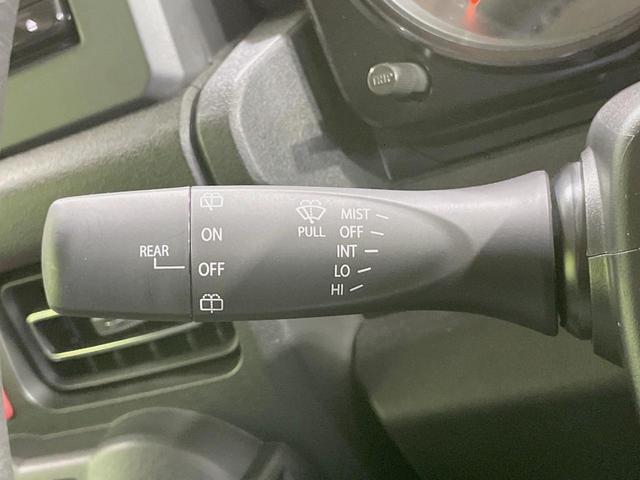 TRIP
REAR
ON
OFF
PULL
MIST
OFF
INT
LO
HI